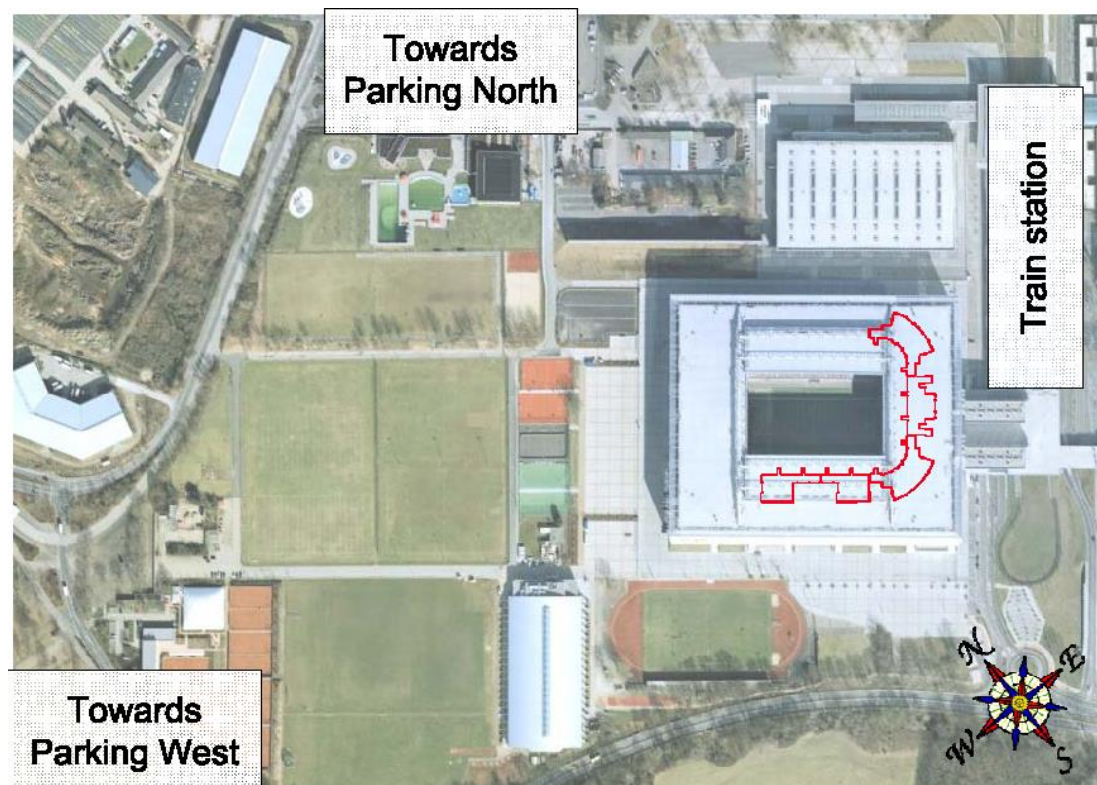 Towards
Parking North
Train station
Towards
Parking West
N
E
W
S